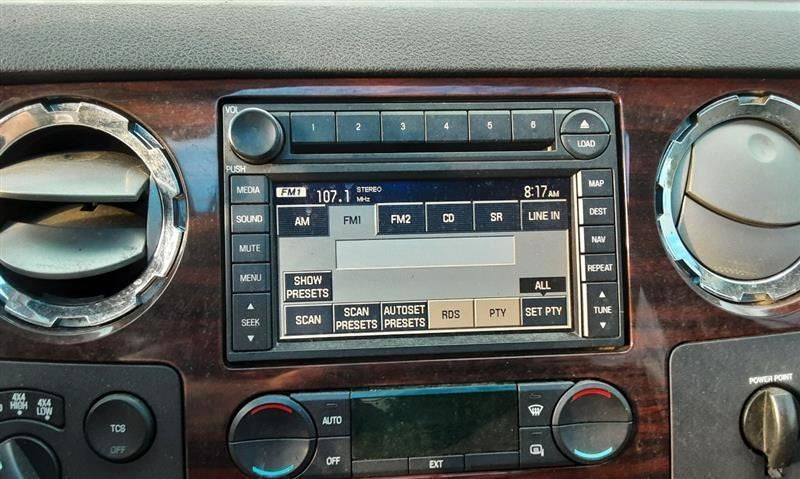 VOL
1 2 3 4 5 6
LOAD
PUSH
MEDIA FM1 107.1 STEREO MHz 8:17 AM MAP
SOUND AM FM1 FM2 CD SR LINE IN DEST
MUTE NAV
MENU SHOW PRESETS ALL REPEAT
SEEK SCAN SCAN PRESETS AUTOSET PRESETS RDS PTY SET PTY TUNE
4X4 HIGH 4X4 LOW
TCS OFF
AUTO
OFF EXT
POWER POINT